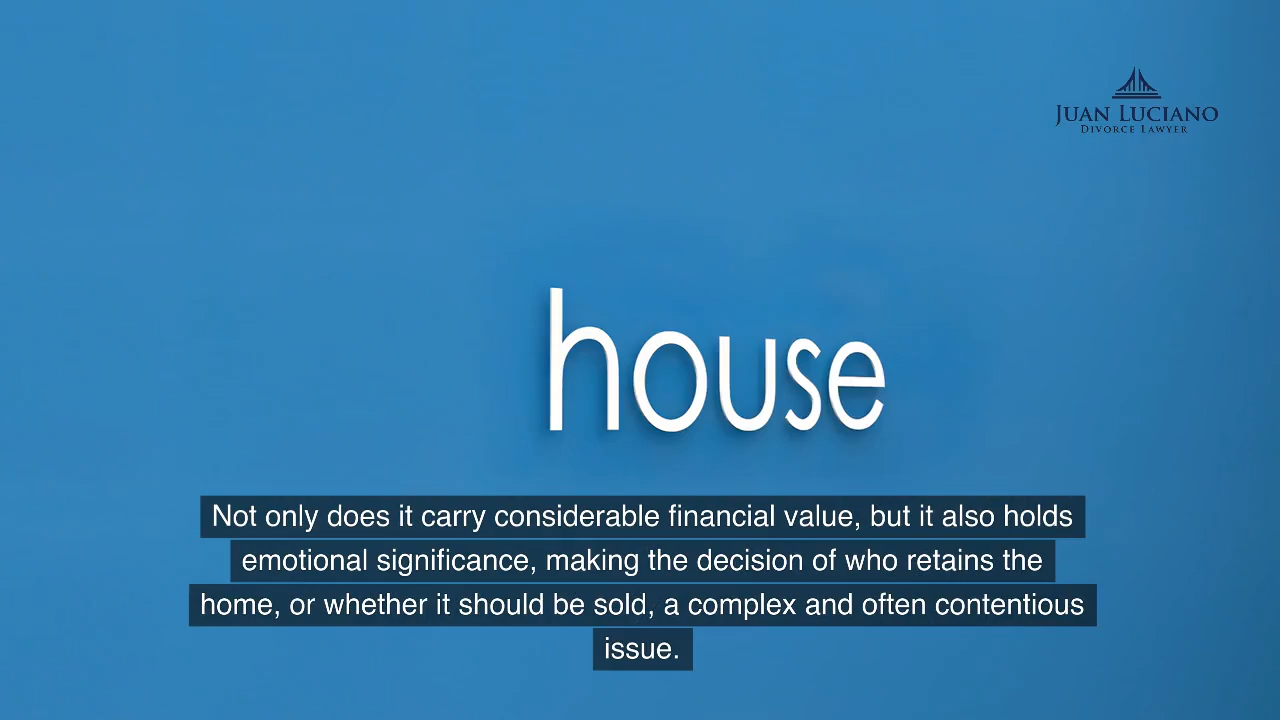 JUAN LUCIANO
DIVORCE LAWYER
house
Not only does it carry considerable financial value, but it also holds
emotional significance, making the decision of who retains the
home, or whether it should be sold, a complex and often contentious
issue.